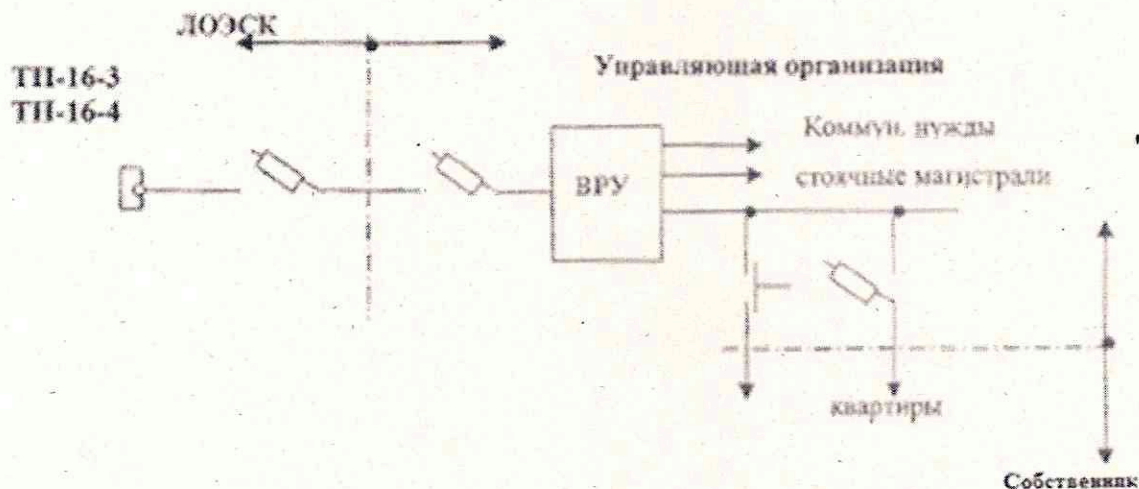 ЛОЭСК
ТП-16-3
ТП-16-4
Управляющая организация
Коммун. нужды
ВРУ
стоячные магистрали
квартиры
Собственник